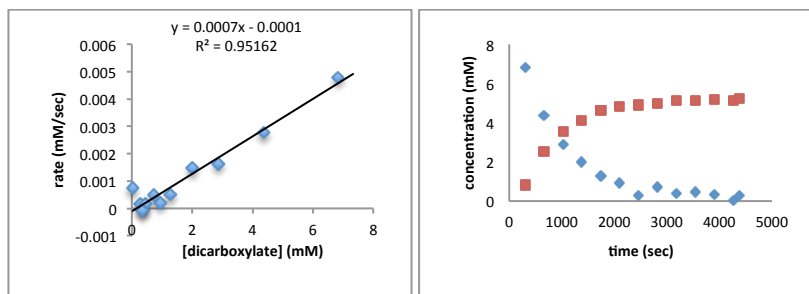 y = 0.0007x - 0.0001
R² = 0.95162
0.006
0.005
0.004
0.003
0.002
0.001
0
-0.001
rate (mM/sec)
0 2 4 6 8
[dicarboxylate] (mM)
8
6
4
2
0
concentration (mM)
0 1000 2000 3000 4000 5000
time (sec)